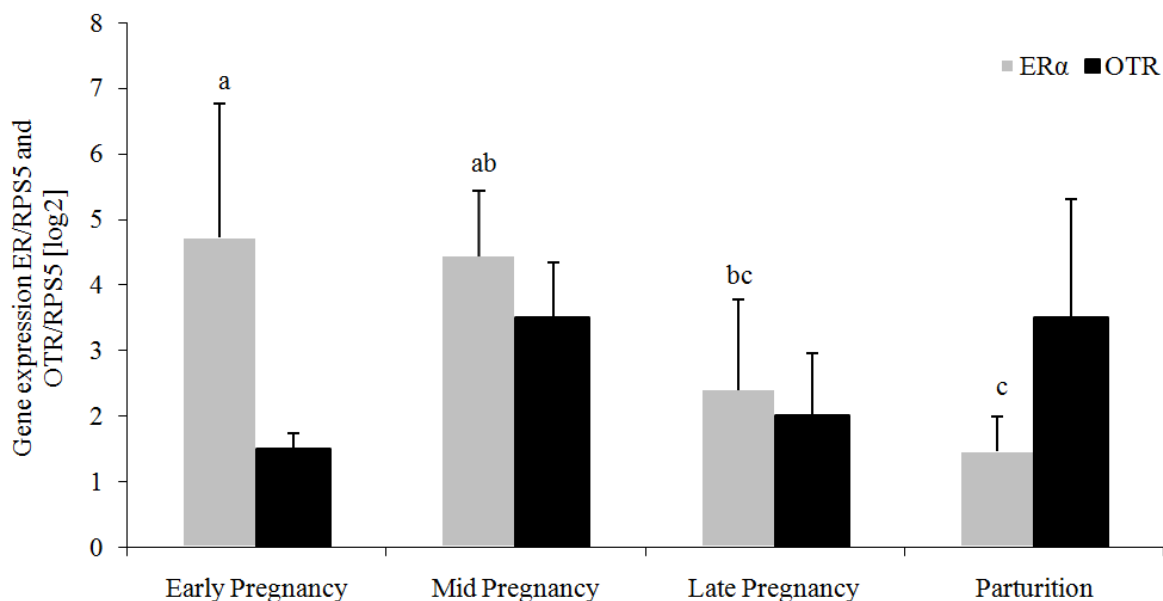 Gene expression ER/RPS5 and
OTR/RPS5 [log2]
8
7
6
5
4
3
2
1
0
ERα OTR
a
ab
bc
c
Early Pregnancy Mid Pregnancy Late Pregnancy Parturition